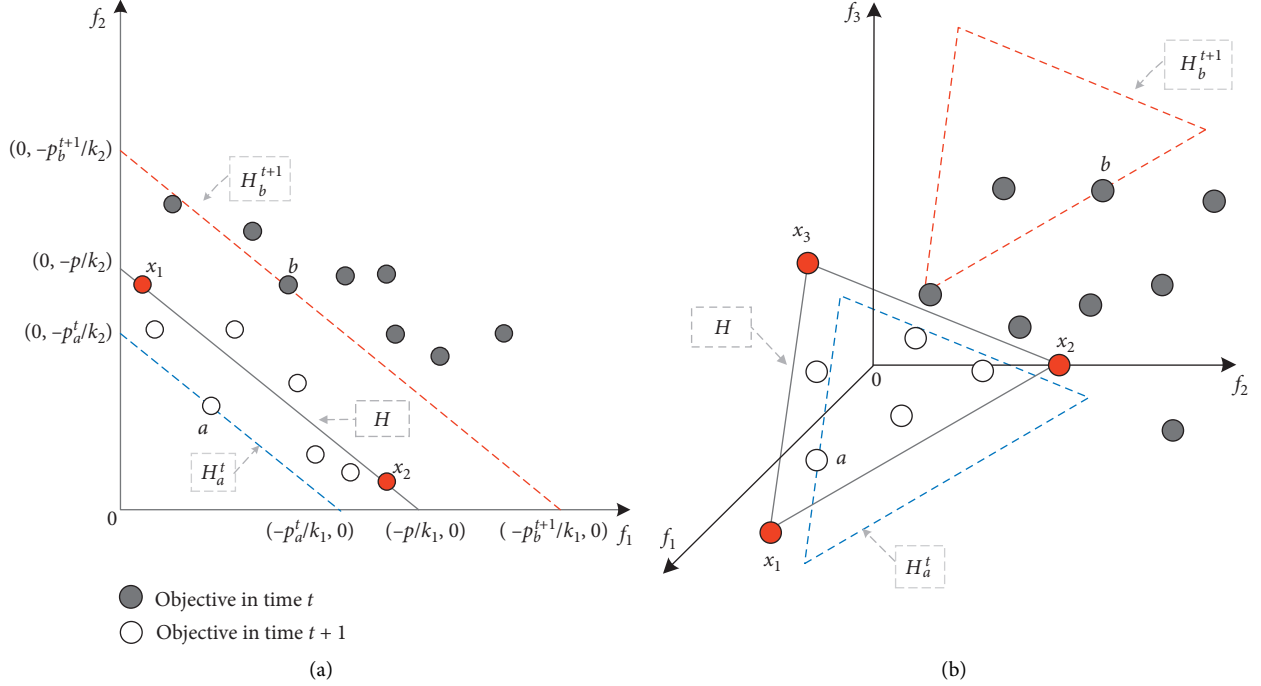 f₂
(0, –p_b^{t+1}/k₂)
H_b^{t+1}
b
(0, –p/k₂)
x₁
(0, –p_a^t/k₂)
a
H
H_a^t
x₂
0
(–p_a^t/k₁, 0)
(–p/k₁, 0)
( –p_b^{t+1}/k₁, 0)
f₁
Objective in time t
Objective in time t + 1
(a)
f₃
H_b^{t+1}
b
x₃
H
x₂
0
f₂
a
f₁
x₁
H_a^t
(b)